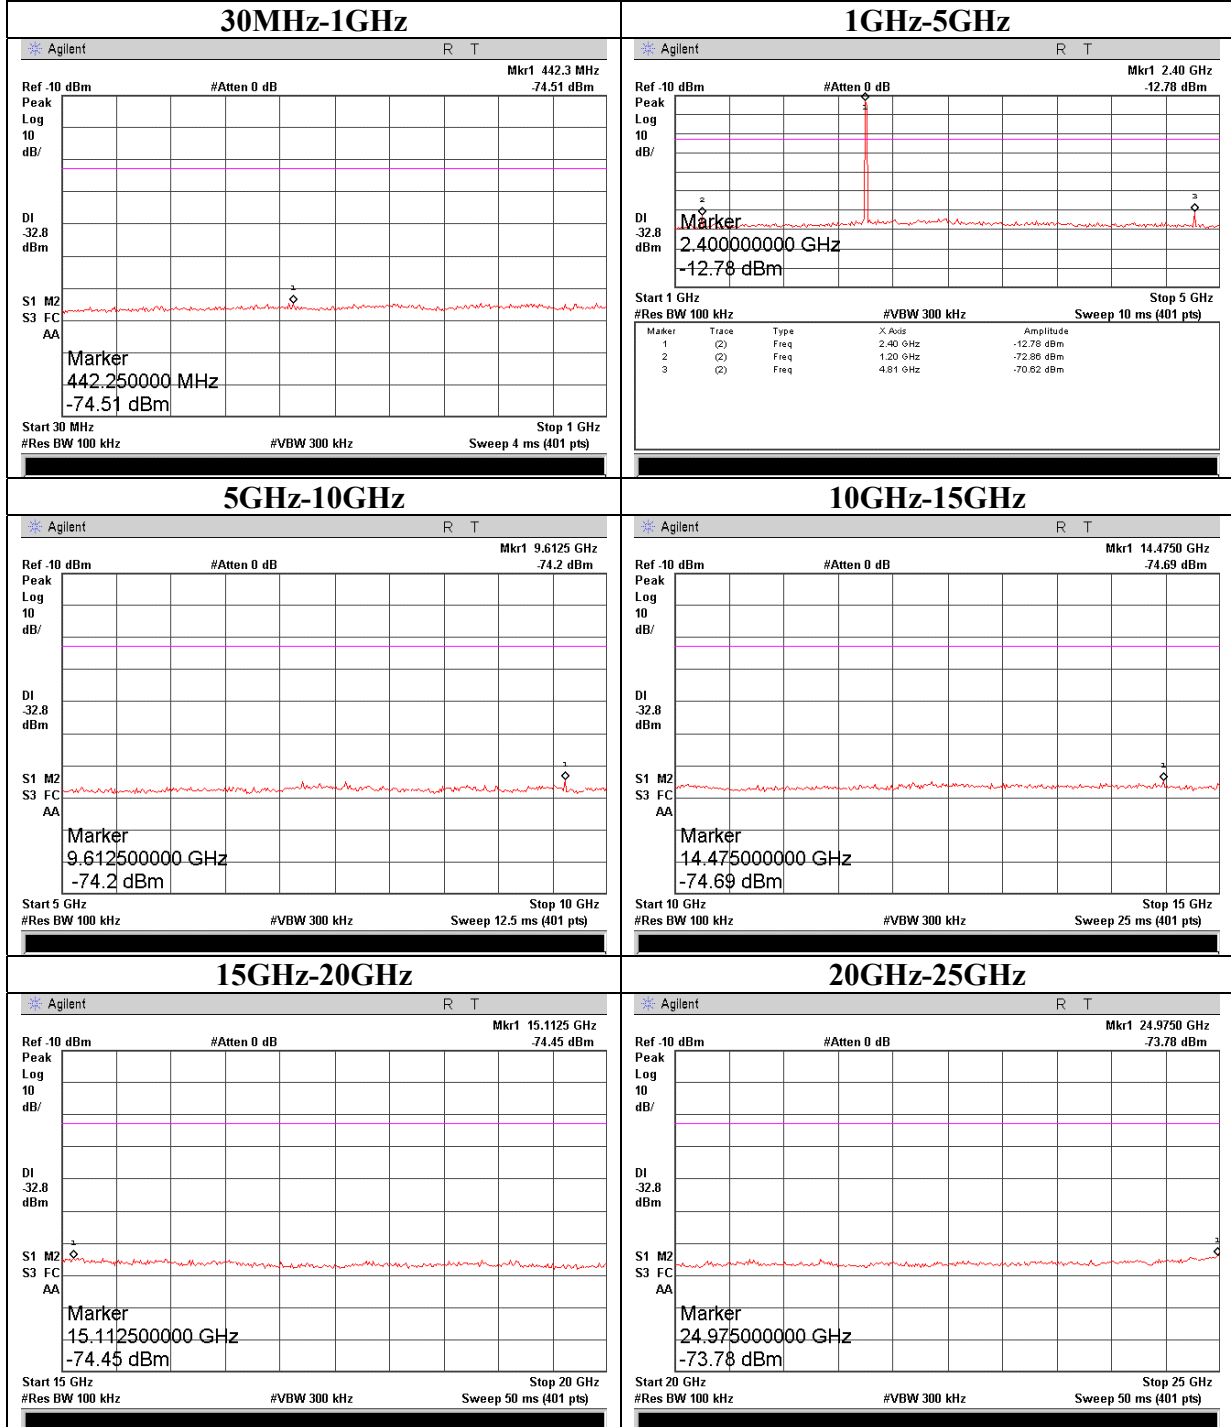 30MHz-1GHz
Agilent R T
Mkr1 442.3 MHz
Ref -10 dBm #Atten 0 dB -74.51 dBm
Peak
Log
10
dB/
DI
-32.8
dBm
S1 M2
S3 FC
AA
Marker
442.250000 MHz
-74.51 dBm
1
Start 30 MHz Stop 1 GHz
#Res BW 100 kHz #VBW 300 kHz Sweep 4 ms (401 pts)
1GHz-5GHz
Agilent R T
Mkr1 2.40 GHz
Ref -10 dBm #Atten 0 dB -12.78 dBm
Peak
Log
10
dB/
1
2
3
DI
-32.8
dBm
Marker
2.400000000 GHz
-12.78 dBm
Start 1 GHz Stop 5 GHz
#Res BW 100 kHz #VBW 300 kHz Sweep 10 ms (401 pts)
Marker Trace Type X Axis Amplitude
1 (2) Freq 2.40 GHz -12.78 dBm
2 (2) Freq 1.20 GHz -72.86 dBm
3 (2) Freq 4.81 GHz -70.62 dBm
5GHz-10GHz
Agilent R T
Mkr1 9.6125 GHz
Ref -10 dBm #Atten 0 dB -74.2 dBm
Peak
Log
10
dB/
DI
-32.8
dBm
1
S1 M2
S3 FC
AA
Marker
9.612500000 GHz
-74.2 dBm
Start 5 GHz Stop 10 GHz
#Res BW 100 kHz #VBW 300 kHz Sweep 12.5 ms (401 pts)
10GHz-15GHz
Agilent R T
Mkr1 14.4750 GHz
Ref -10 dBm #Atten 0 dB -74.69 dBm
Peak
Log
10
dB/
DI
-32.8
dBm
1
S1 M2
S3 FC
AA
Marker
14.475000000 GHz
-74.69 dBm
Start 10 GHz Stop 15 GHz
#Res BW 100 kHz #VBW 300 kHz Sweep 25 ms (401 pts)
15GHz-20GHz
Agilent R T
Mkr1 15.1125 GHz
Ref -10 dBm #Atten 0 dB -74.45 dBm
Peak
Log
10
dB/
DI
-32.8
dBm
1
S1 M2
S3 FC
AA
Marker
15.112500000 GHz
-74.45 dBm
Start 15 GHz Stop 20 GHz
#Res BW 100 kHz #VBW 300 kHz Sweep 50 ms (401 pts)
20GHz-25GHz
Agilent R T
Mkr1 24.9750 GHz
Ref -10 dBm #Atten 0 dB -73.78 dBm
Peak
Log
10
dB/
DI
-32.8
dBm
1
S1 M2
S3 FC
AA
Marker
24.975000000 GHz
-73.78 dBm
Start 20 GHz Stop 25 GHz
#Res BW 100 kHz #VBW 300 kHz Sweep 50 ms (401 pts)